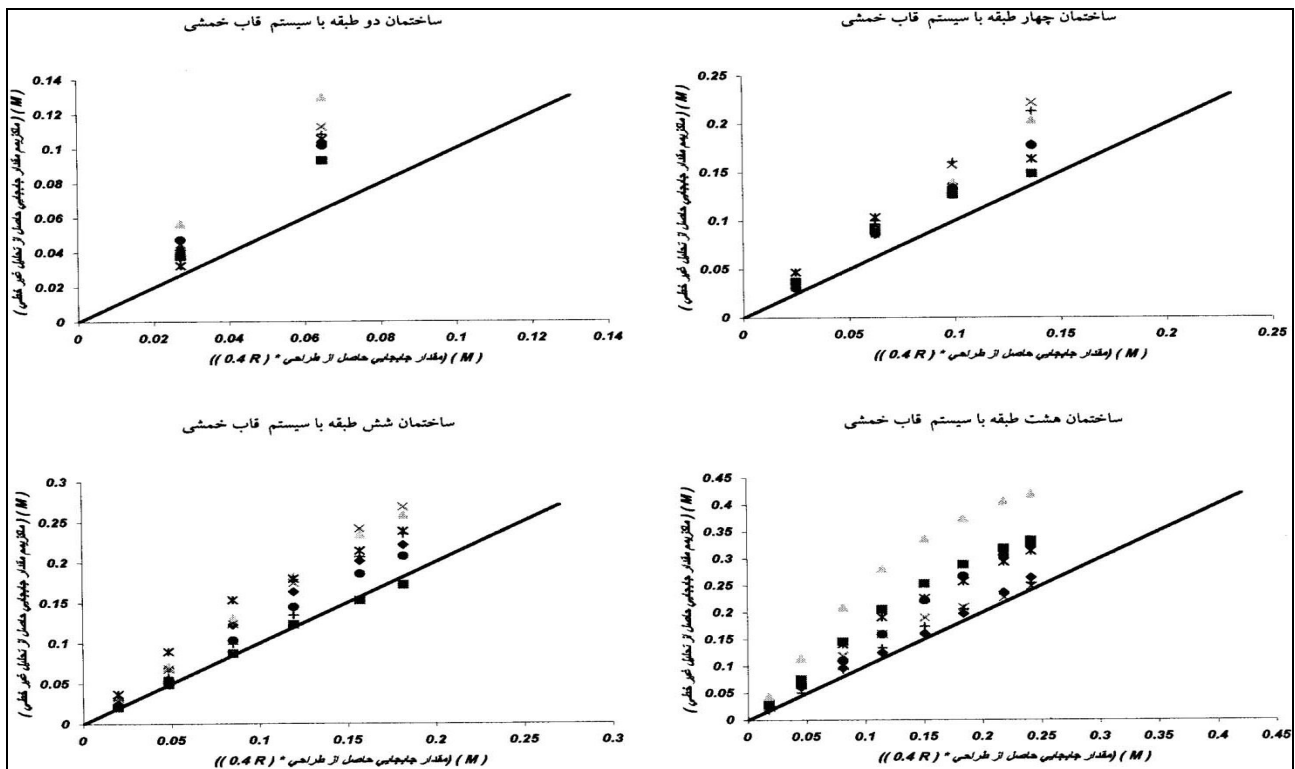 ساختمان دو طبقه با سیستم قاب خمشی
0.14
0.12
0.1
0.08
0.06
0.04
0.02
0
(ماکزیمم مقدار جابجایی حاصل از تحلیل غیر خطی) ( M )
0 0.02 0.04 0.06 0.08 0.1 0.12 0.14
(( 0.4 R ) * مقدار جابجایی حاصل از طراحی) ( M )
ساختمان چهار طبقه با سیستم قاب خمشی
0.25
0.2
0.15
0.1
0.05
0
(ماکزیمم مقدار جابجایی حاصل از تحلیل غیر خطی) ( M )
0 0.05 0.1 0.15 0.2 0.25
(( 0.4 R ) * مقدار جابجایی حاصل از طراحی) ( M )
ساختمان شش طبقه با سیستم قاب خمشی
0.3
0.25
0.2
0.15
0.1
0.05
0
(ماکزیمم مقدار جابجایی حاصل از تحلیل غیر خطی) ( M )
0 0.05 0.1 0.15 0.2 0.25 0.3
(( 0.4 R ) * مقدار جابجایی حاصل از طراحی) ( M )
ساختمان هشت طبقه با سیستم قاب خمشی
0.45
0.4
0.35
0.3
0.25
0.2
0.15
0.1
0.05
0
(ماکزیمم مقدار جابجایی حاصل از تحلیل غیر خطی) ( M )
0 0.05 0.1 0.15 0.2 0.25 0.3 0.35 0.4 0.45
(( 0.4 R ) * مقدار جابجایی حاصل از طراحی) ( M )